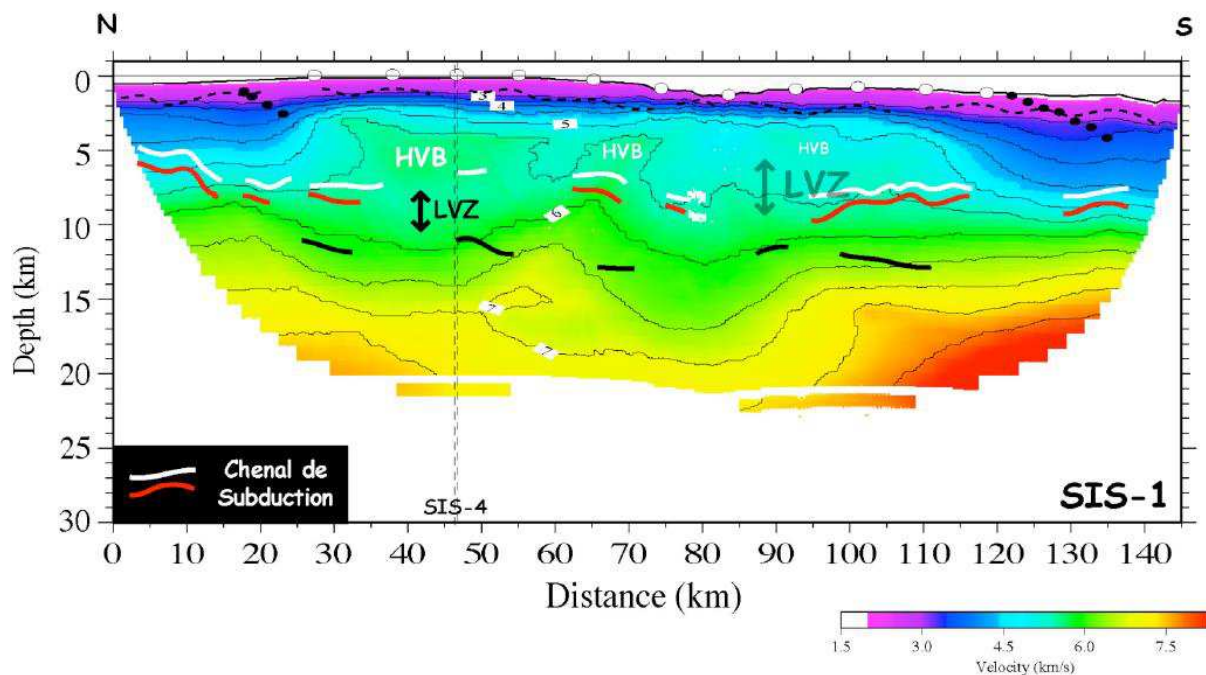 N S
0
5
10
15
20
25
30
Depth (km)
3
4
5
6
7
7
HVB HVB HVB
LVZ LVZ
Chenal de
Subduction
SIS-4
SIS-1
0 10 20 30 40 50 60 70 80 90 100 110 120 130 140
Distance (km)
1.5 3.0 4.5 6.0 7.5
Velocity (km/s)